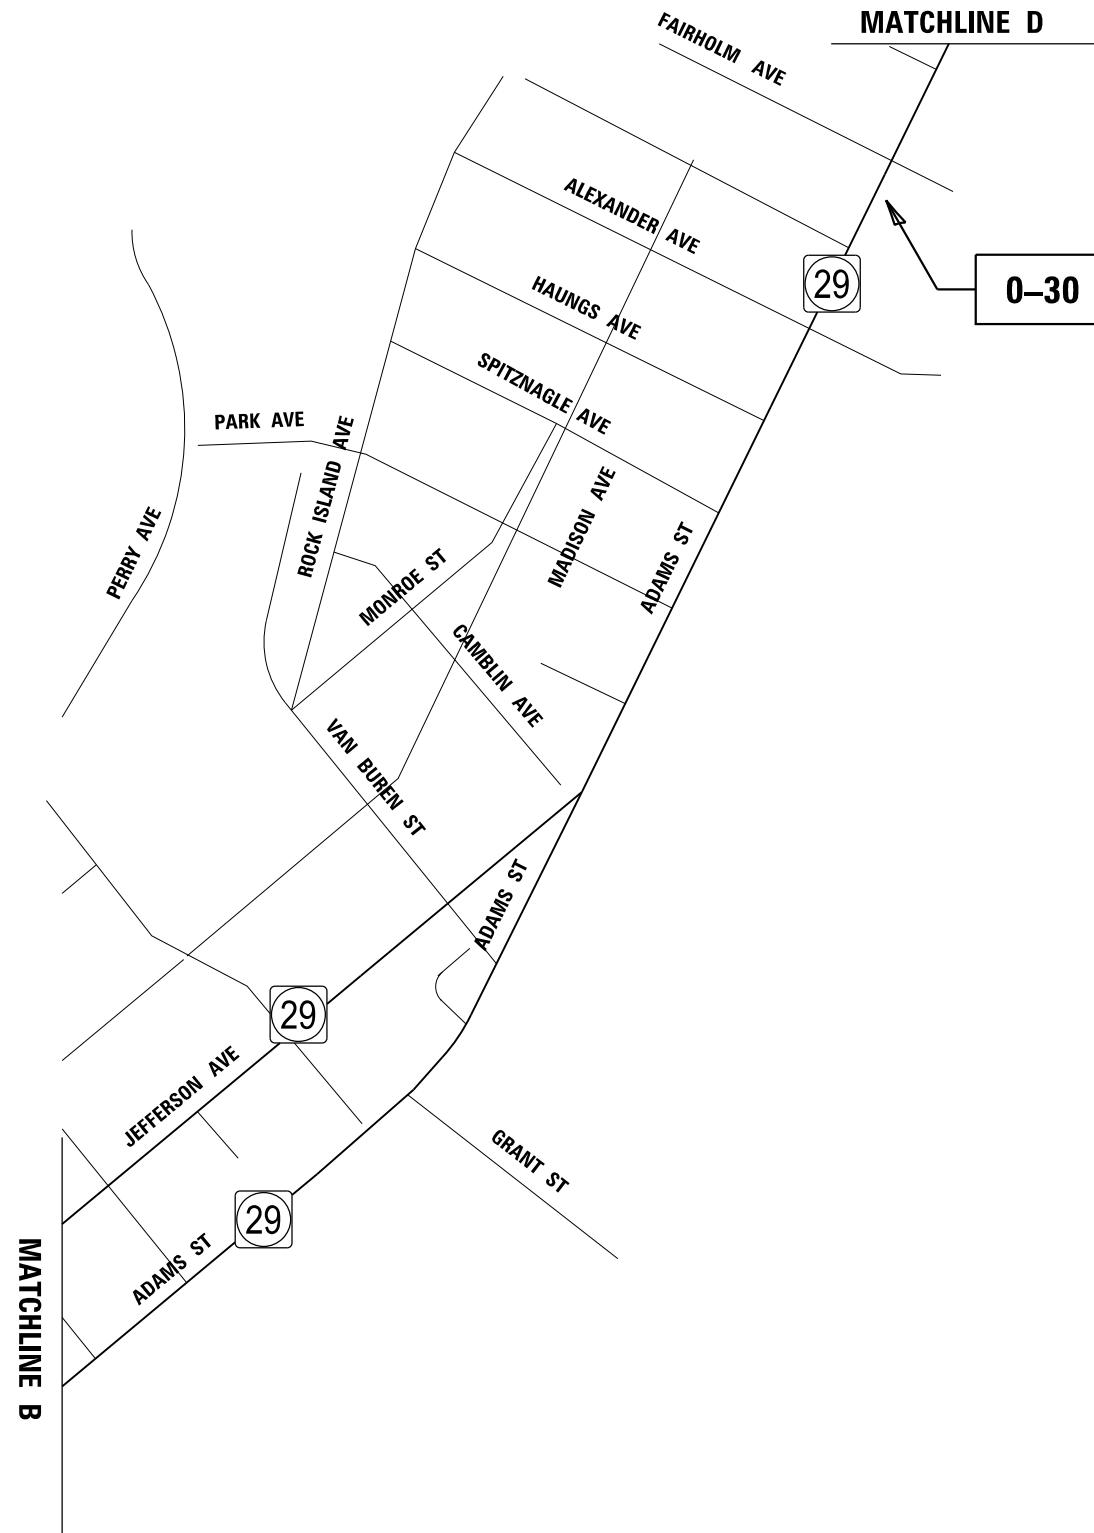 MATCHLINE D
FAIRHOLM AVE
ALEXANDER AVE
29
0–30
HAUNGS AVE
SPITZNAGLE AVE
PARK AVE
ROCK ISLAND AVE
MADISON AVE
PERRY AVE
ADAMS ST
MONROE ST
CAMBLIN AVE
VAN BUREN ST
ADAMS ST
29
JEFFERSON AVE
GRANT ST
29
ADAMS ST
MATCHLINE B